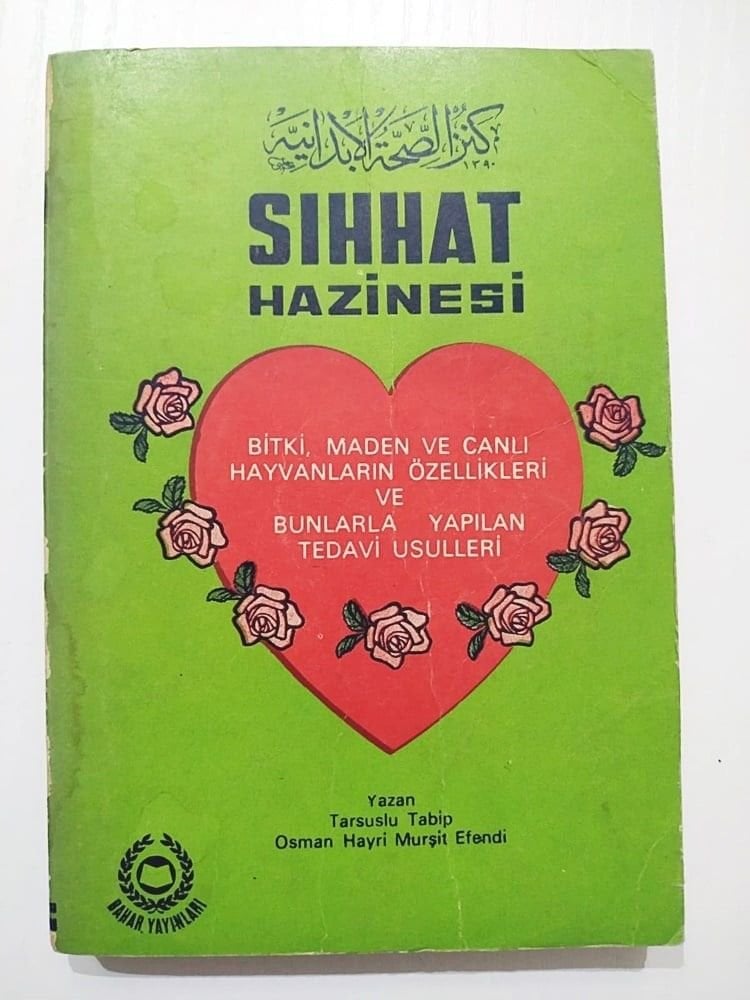 كنز الصحة الأبدانية
١٣٩٠
SIHHAT
HAZİNESİ
BİTKİ, MADEN VE CANLI
HAYVANLARIN ÖZELLİKLERİ
VE
BUNLARLA YAPILAN
TEDAVİ USULLERİ
Yazan
Tarsuslu Tabip
Osman Hayri Murşit Efendi
BAHAR YAYINLARI